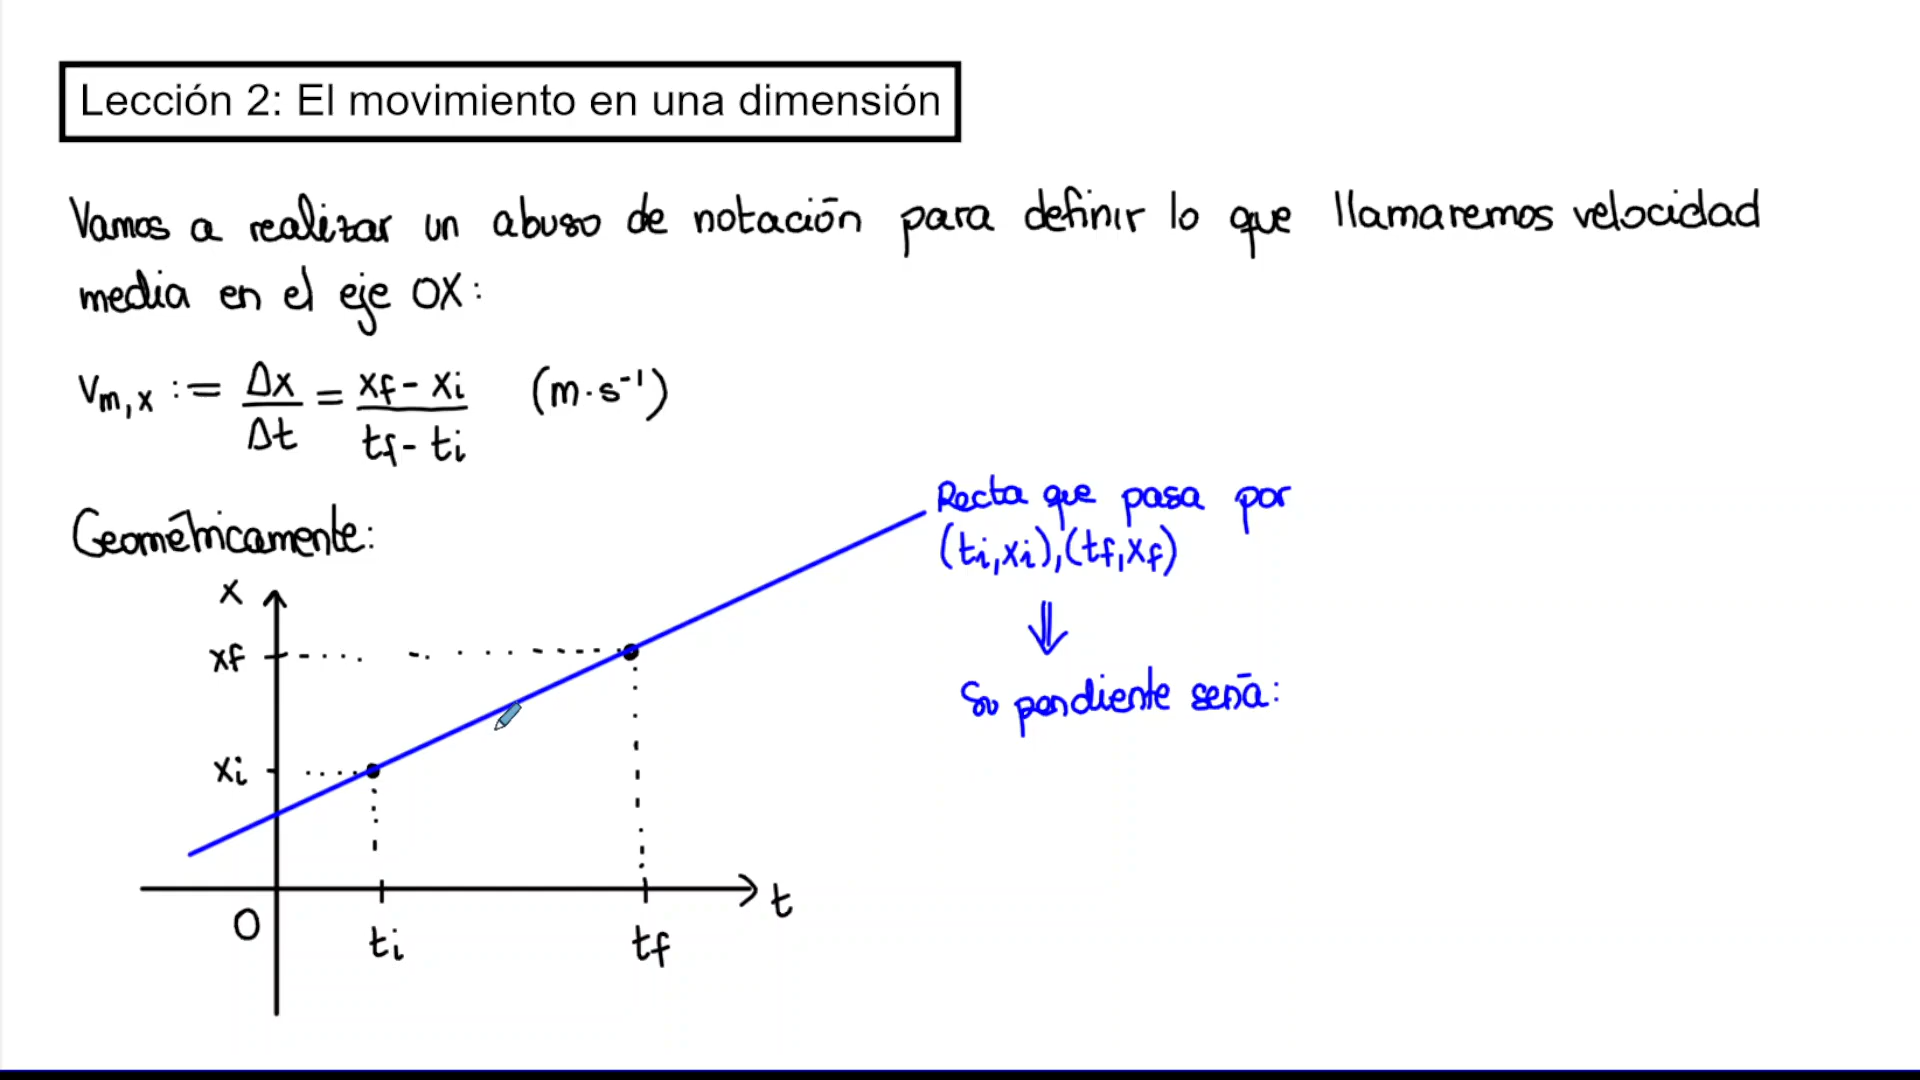 Lección 2: El movimiento en una dimensión
Vamos a realizar un abuso de notación para definir lo que llamaremos velocidad
media en el eje OX:
Vm,x := Δx/Δt = (xf - xi)/(tf - ti) (m·s⁻¹)
Geométricamente:
Recta que pasa por
(ti,xi),(tf,xf)
⇓
Su pendiente será:
x
xf
xi
0
ti
tf
t